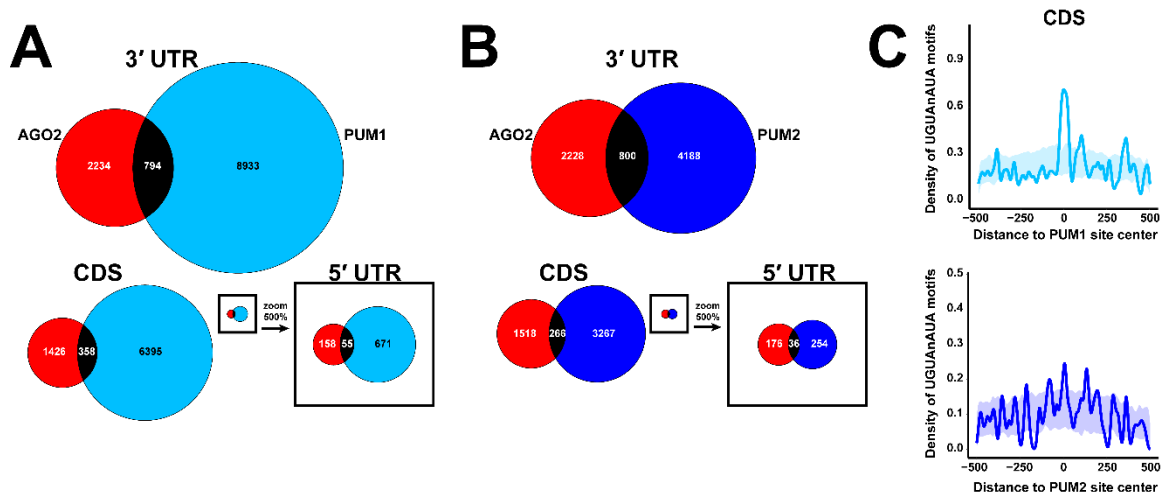 A
3′ UTR
AGO2
PUM1
2234
794
8933
CDS
1426
358
6395
zoom
500%
5′ UTR
158
55
671
B
3′ UTR
AGO2
PUM2
2228
800
4188
CDS
1518
266
3267
zoom
500%
5′ UTR
176
36
254
C
CDS
Density of UGUAnAUA motifs
0.9
0.6
0.3
0.0
−500
−250
0
250
500
Distance to PUM1 site center
Density of UGUAnAUA motifs
0.5
0.4
0.3
0.2
0.1
0.0
−500
−250
0
250
500
Distance to PUM2 site center